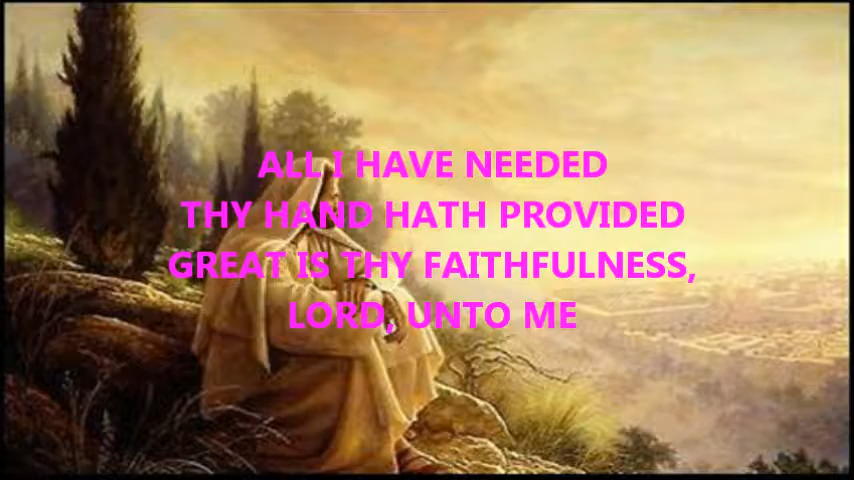 ALL I HAVE NEEDED
THY HAND HATH PROVIDED
GREAT IS THY FAITHFULNESS,
LORD, UNTO ME